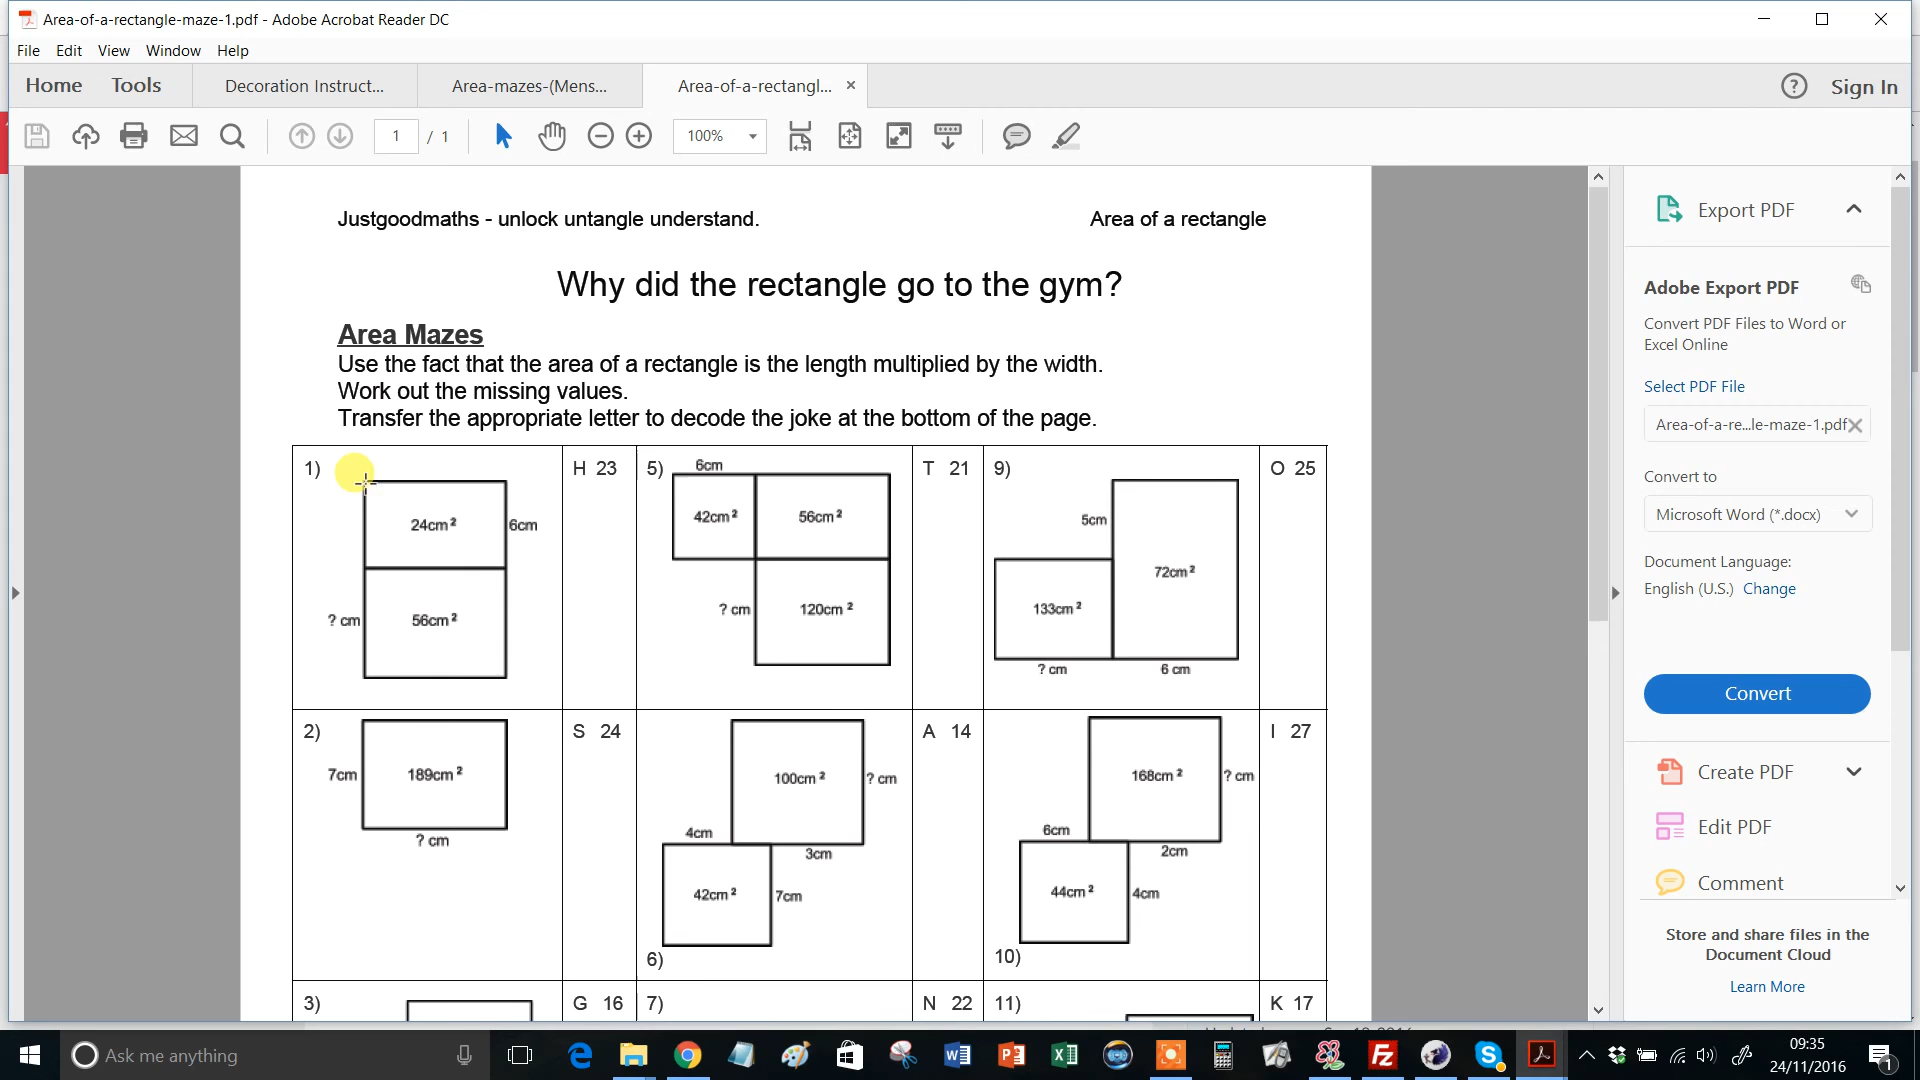 Area-of-a-rectangle-maze-1.pdf - Adobe Acrobat Reader DC
File Edit View Window Help
Home Tools Decoration Instruct... Area-mazes-(Mens... Area-of-a-rectangl... × ? Sign In
1 / 1 100%
Justgoodmaths - unlock untangle understand. Area of a rectangle
Why did the rectangle go to the gym?
Area Mazes
Use the fact that the area of a rectangle is the length multiplied by the width.
Work out the missing values.
Transfer the appropriate letter to decode the joke at the bottom of the page.
1) 24cm² 6cm ? cm 56cm²
H 23
5) 6cm 42cm² 56cm² ? cm 120cm²
T 21
9) 5cm 72cm² 133cm² ? cm 6 cm
O 25
2) 7cm 189cm² ? cm
S 24
100cm² ? cm 4cm 3cm 42cm² 7cm 6)
A 14
168cm² ? cm 6cm 2cm 44cm² 4cm 10)
I 27
3) G 16 7) N 22 11) K 17
Export PDF
Adobe Export PDF
Convert PDF Files to Word or
Excel Online
Select PDF File
Area-of-a-re...le-maze-1.pdf
Convert to
Microsoft Word (*.docx)
Document Language:
English (U.S.) Change
Convert
Create PDF
Edit PDF
Comment
Store and share files in the
Document Cloud
Learn More
Ask me anything
09:35
24/11/2016
1